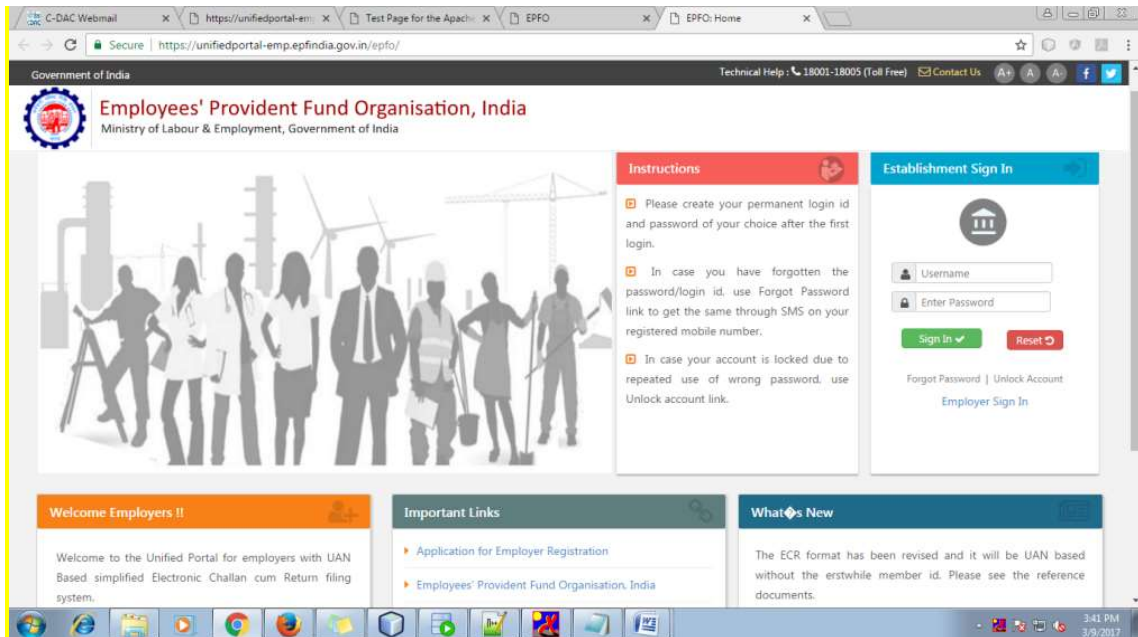 C-DAC Webmail
https://unifiedportal-em
Test Page for the Apach
EPFO
EPFO: Home
Secure | https://unifiedportal-emp.epfindia.gov.in/epfo/
Government of India
Technical Help : 18001-18005 (Toll Free) Contact Us A+ A A-
Employees' Provident Fund Organisation, India
Ministry of Labour & Employment, Government of India
Instructions
Please create your permanent login id
and password of your choice after the first
login.
In case you have forgotten the
password/login id, use Forgot Password
link to get the same through SMS on your
registered mobile number.
In case your account is locked due to
repeated use of wrong password, use
Unlock account link.
Establishment Sign In
Username
Enter Password
Sign In
Reset
Forgot Password | Unlock Account
Employer Sign In
Welcome Employers !!
Welcome to the Unified Portal for employers with UAN
Based simplified Electronic Challan cum Return filing
system.
Important Links
Application for Employer Registration
Employees' Provident Fund Organisation, India
What�s New
The ECR format has been revised and it will be UAN based
without the erstwhile member id. Please see the reference
documents.
3:41 PM
3/9/2017